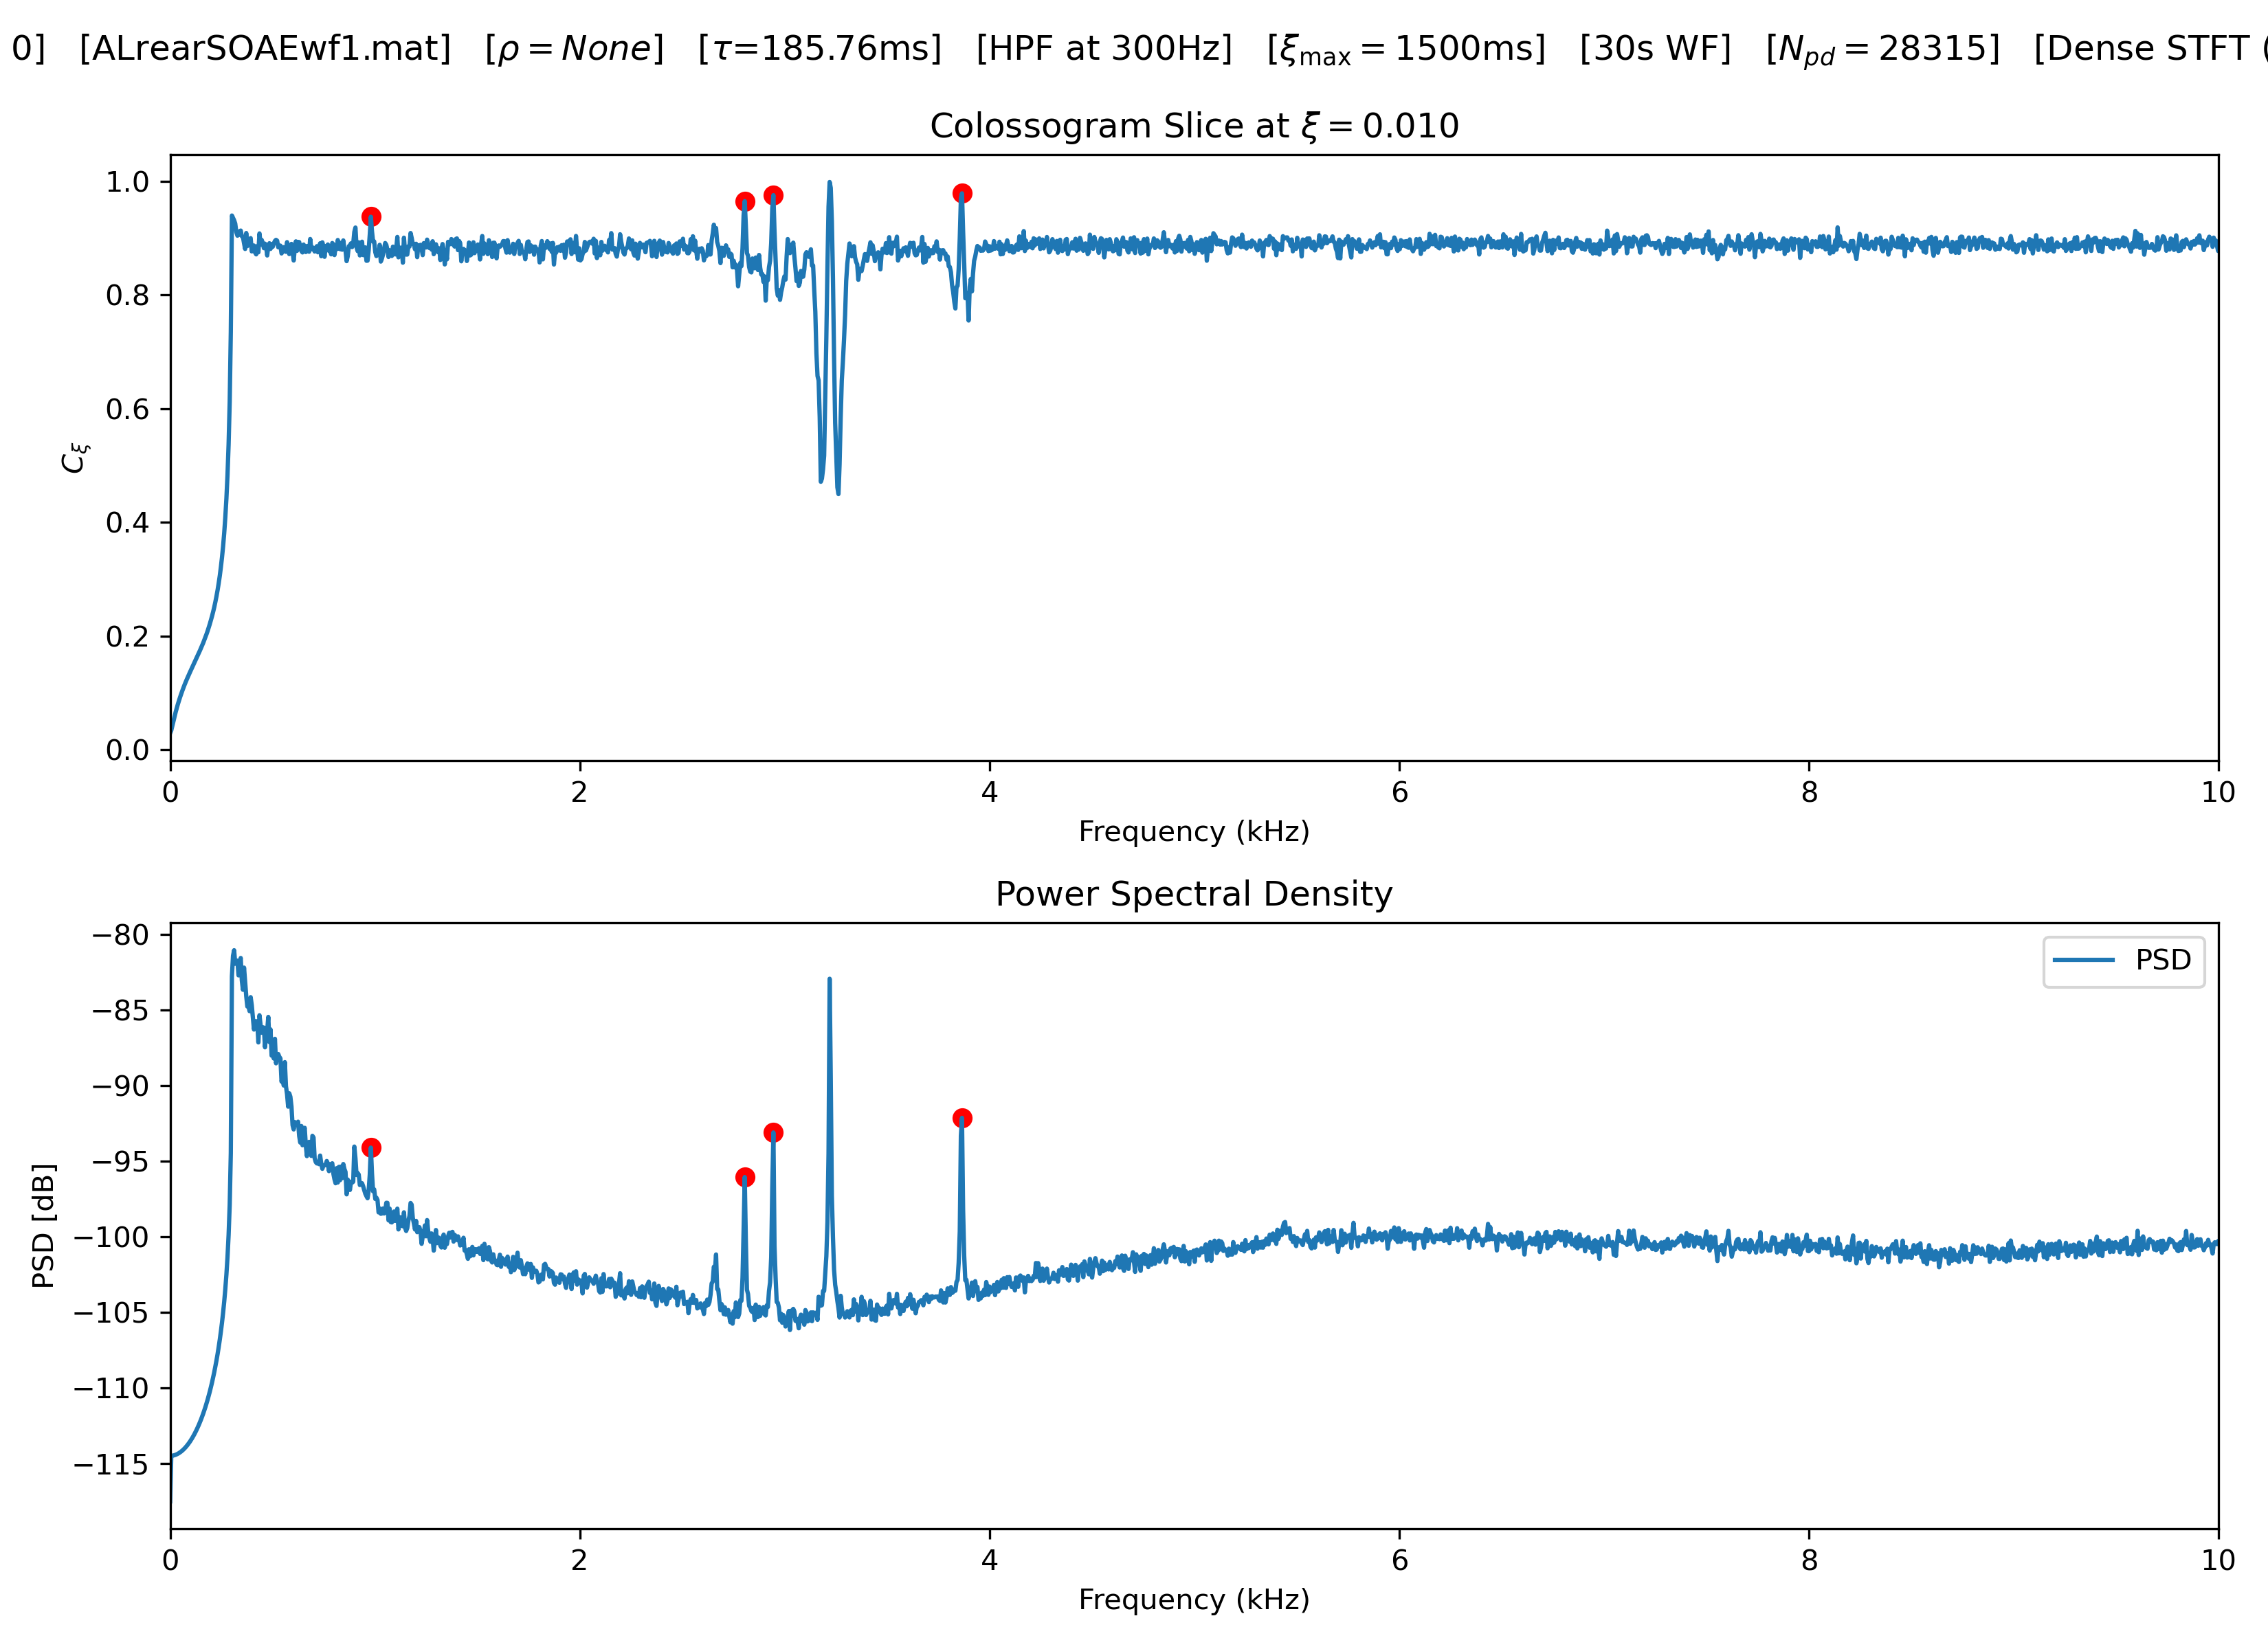 0] [ALrearSOAEwf1.mat] [ρ = None] [τ=185.76ms] [HPF at 300Hz] [ξmax = 1500ms] [30s WF] [Npd = 28315] [Dense STFT (
Colossogram Slice at ξ = 0.010
1.0
0.8
0.6
0.4
0.2
0.0
Cξ
0 2 4 6 8 10
Frequency (kHz)
Power Spectral Density
−80
−85
−90
−95
−100
−105
−110
−115
PSD [dB]
PSD
0 2 4 6 8 10
Frequency (kHz)